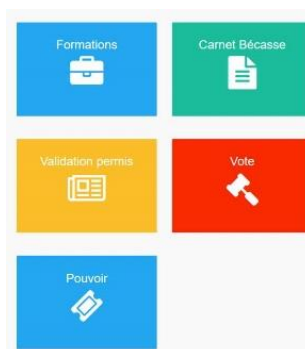 Formations
Carnet Bécasse
Validation permis
Vote
Pouvoir